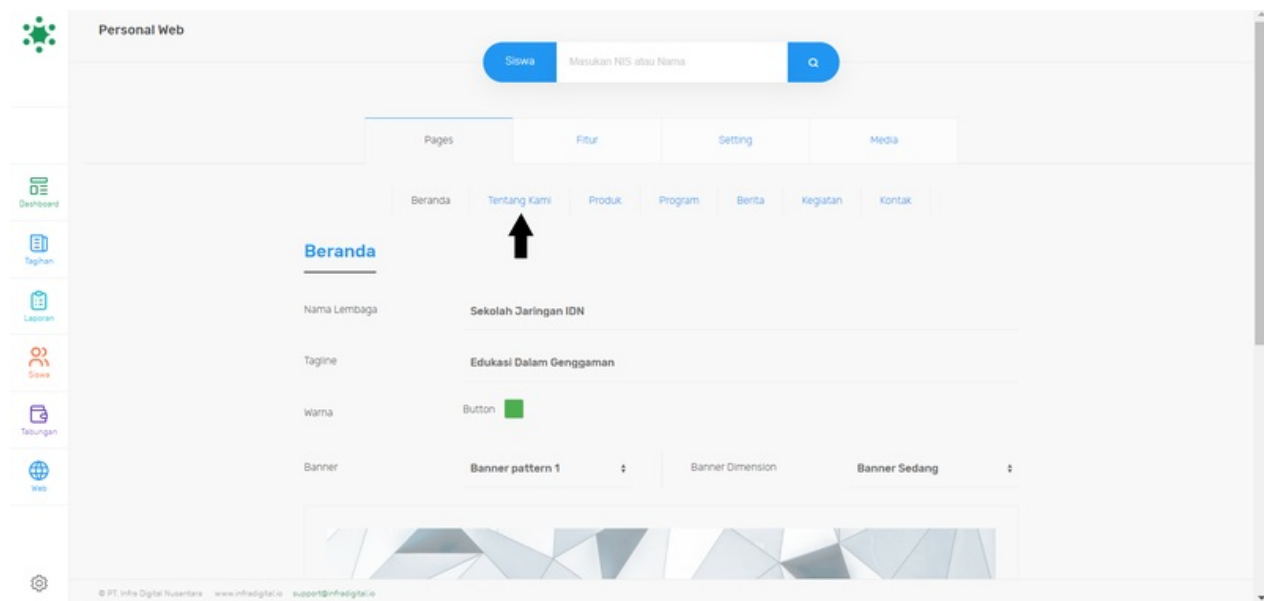 Personal Web
Siswa Masukan NIS atau Nama
Pages Fitur Setting Media
Beranda Tentang Kami Produk Program Berita Kegiatan Kontak
Dashboard
Tagihan
Laporan
Siswa
Tabungan
Web
Beranda
Nama Lembaga Sekolah Jaringan IDN
Tagline Edukasi Dalam Genggaman
Warna Button
Banner Banner pattern 1 Banner Dimension Banner Sedang
© PT. Infra Digital Nusantara www.infradigital.io support@infradigital.io